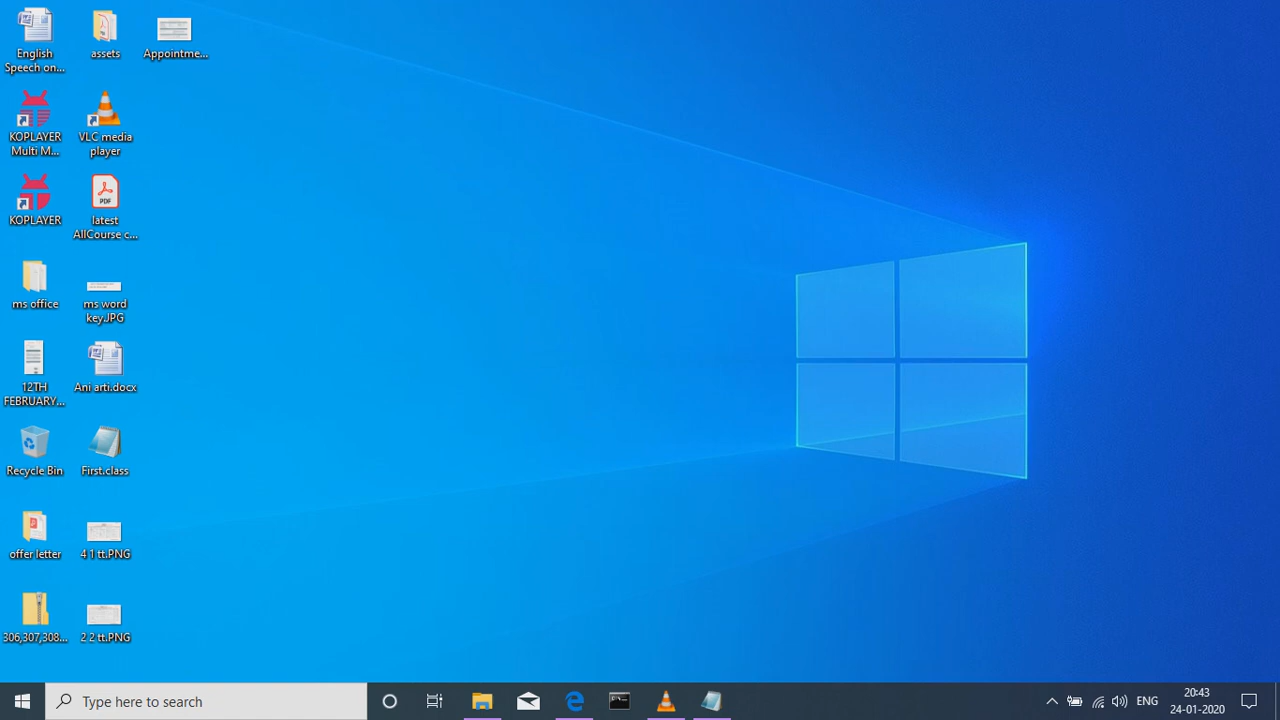 English
Speech on...
assets
Appointme...
KOPLAYER
Multi M...
VLC media
player
KOPLAYER
PDF
latest
AllCourse c...
ms office
ms word
key.JPG
12TH
FEBRUARY...
Ani arti.docx
Recycle Bin
First.class
offer letter
4 1 tt.PNG
306,307,308...
2 2 tt.PNG
Type here to search
ENG
20:43
24-01-2020